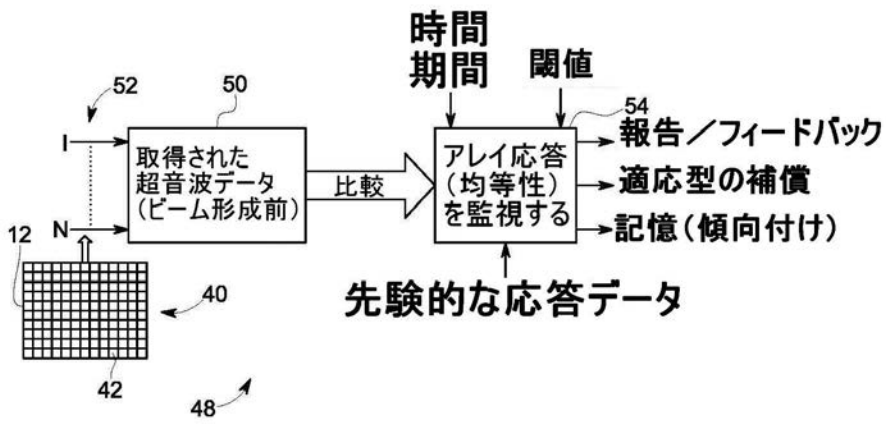 時間
期間
閾値
52
50
54
I
N
取得された
超音波データ
(ビーム形成前)
比較
アレイ応答
(均等性)
を監視する
報告／フィードバック
適応型の補償
記憶(傾向付け)
12
40
42
先験的な応答データ
48